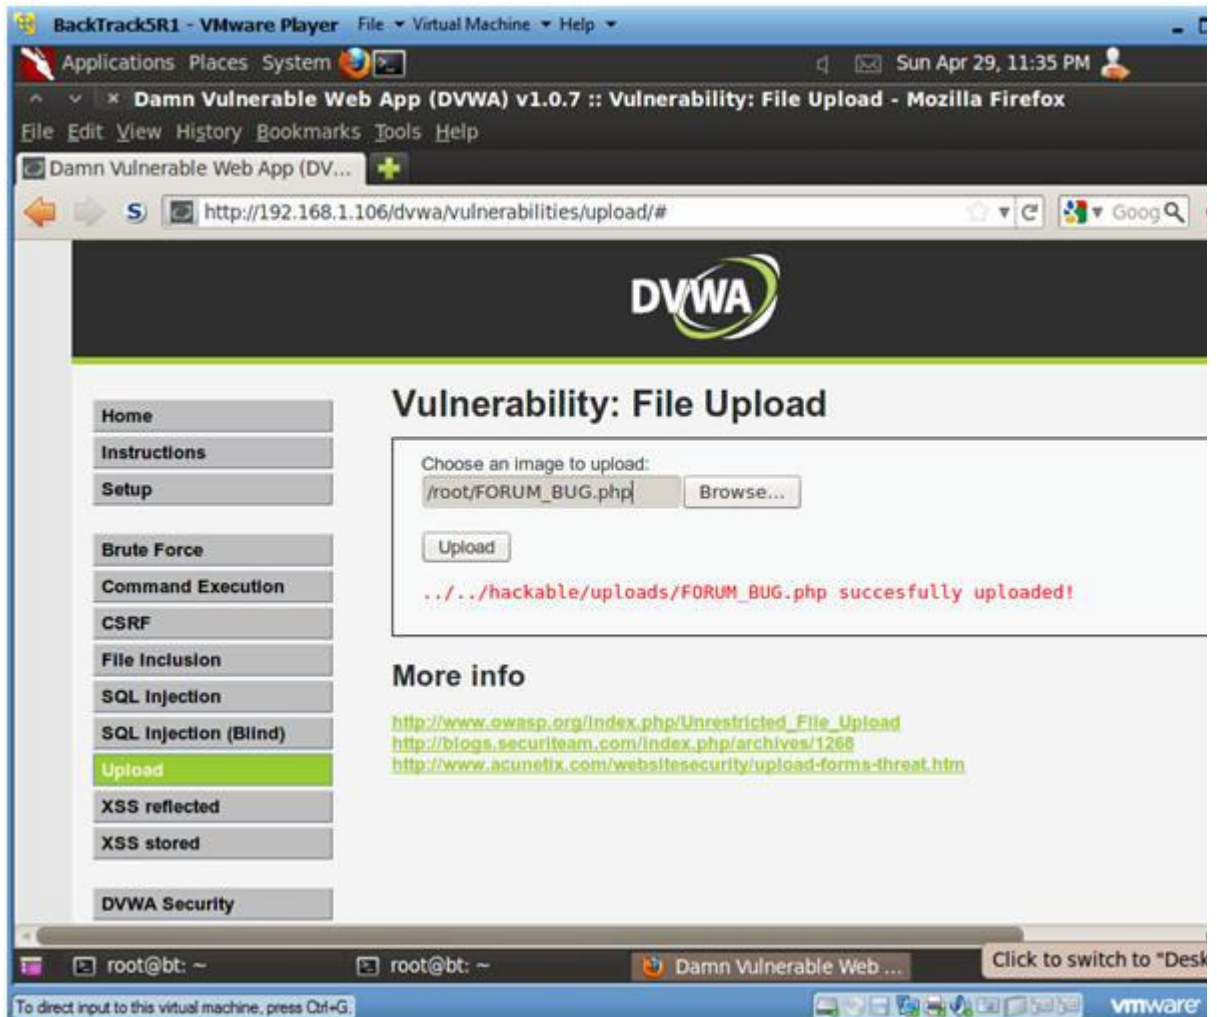 BackTrack5R1 - VMware Player File Virtual Machine Help
Applications Places System Sun Apr 29, 11:35 PM
Damn Vulnerable Web App (DVWA) v1.0.7 :: Vulnerability: File Upload - Mozilla Firefox
File Edit View History Bookmarks Tools Help
Damn Vulnerable Web App (DV...
S http://192.168.1.106/dvwa/vulnerabilities/upload/# Goog
DVWA
Home
Instructions
Setup
Brute Force
Command Execution
CSRF
File Inclusion
SQL Injection
SQL Injection (Blind)
Upload
XSS reflected
XSS stored
DVWA Security
Vulnerability: File Upload
Choose an image to upload:
/root/FORUM_BUG.php Browse...
Upload
../../hackable/uploads/FORUM_BUG.php succesfully uploaded!
More info
http://www.owasp.org/index.php/Unrestricted_File_Upload
http://blogs.securiteam.com/index.php/archives/1268
http://www.acunetix.com/websitesecurity/upload-forms-threat.htm
root@bt: ~ root@bt: ~ Damn Vulnerable Web ... Click to switch to "Desk
To direct input to this virtual machine, press Ctrl+G. vmware